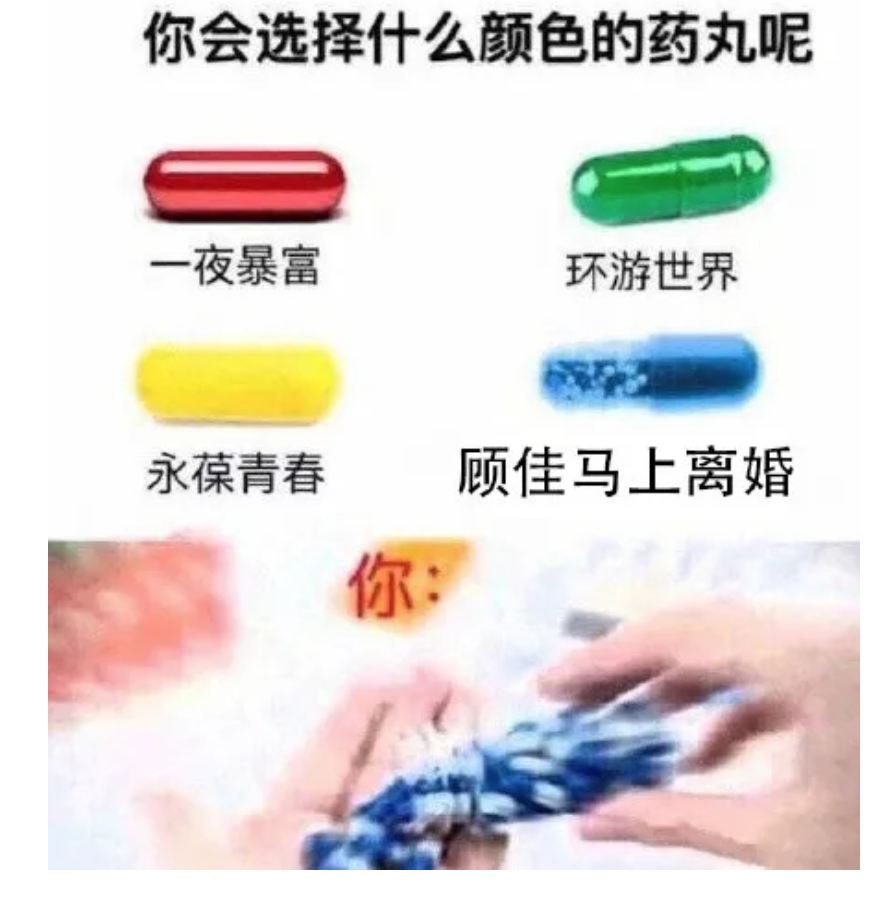 你会选择什么颜色的药丸呢
一夜暴富
环游世界
永葆青春
顾佳马上离婚
你：